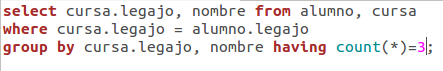 select cursa.legajo, nombre from alumno, cursa
where cursa.legajo = alumno.legajo
group by cursa.legajo, nombre having count(*)=3;